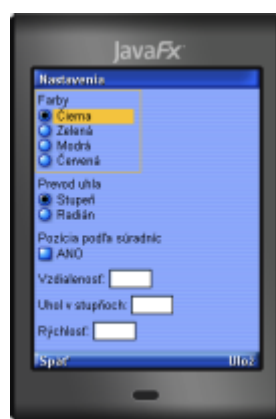 JavaFx
Nastavenia
Farby
Čierna
Zelená
Modrá
Červená
Prevod uhla
Stupeň
Radián
Pozícia podľa súradníc
ANO
Vzdialenosť:
Uhol v stupňoch:
Rýchlosť:
Späť
Ulož